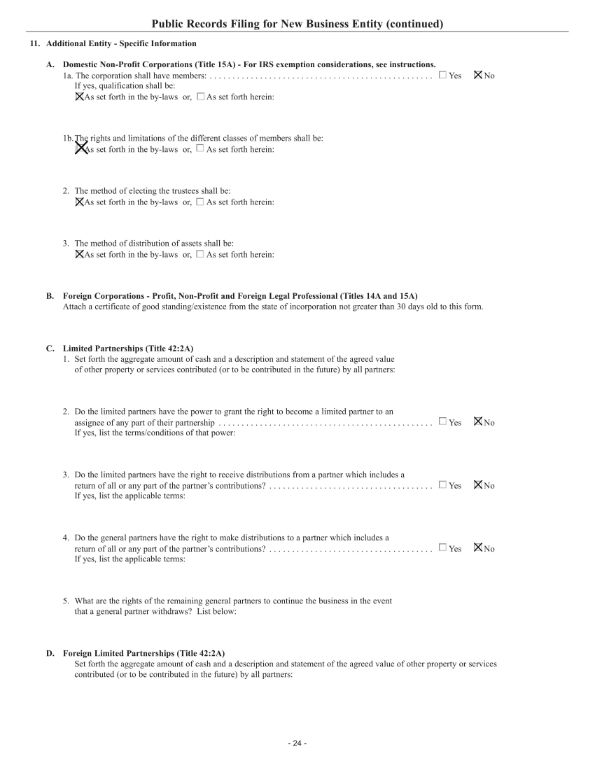 Public Records Filing for New Business Entity (continued)
11. Additional Entity - Specific Information
A. Domestic Non-Profit Corporations (Title 15A) - For IRS exemption considerations, see instructions.
1a. The corporation shall have members: . . . . . . . . . . . . . . . . . . . . . . . . . . . . . . . . . . . . . . . . . . . . . . . . . ☐ Yes ☒ No
If yes, qualification shall be:
☒ As set forth in the by-laws or, ☐ As set forth herein:
1b. The rights and limitations of the different classes of members shall be:
☒ As set forth in the by-laws or, ☐ As set forth herein:
2. The method of electing the trustees shall be:
☒ As set forth in the by-laws or, ☐ As set forth herein:
3. The method of distribution of assets shall be:
☒ As set forth in the by-laws or, ☐ As set forth herein:
B. Foreign Corporations - Profit, Non-Profit and Foreign Legal Professional (Titles 14A and 15A)
Attach a certificate of good standing/existence from the state of incorporation not greater than 30 days old to this form.
C. Limited Partnerships (Title 42:2A)
1. Set forth the aggregate amount of cash and a description and statement of the agreed value
of other property or services contributed (or to be contributed in the future) by all partners:
2. Do the limited partners have the power to grant the right to become a limited partner to an
assignee of any part of their partnership . . . . . . . . . . . . . . . . . . . . . . . . . . . . . . . . . . . . . . . . . . . . . . . ☐ Yes ☒ No
If yes, list the terms/conditions of that power:
3. Do the limited partners have the right to receive distributions from a partner which includes a
return of all or any part of the partner's contributions? . . . . . . . . . . . . . . . . . . . . . . . . . . . . . . . . . . . . ☐ Yes ☒ No
If yes, list the applicable terms:
4. Do the general partners have the right to make distributions to a partner which includes a
return of all or any part of the partner's contributions? . . . . . . . . . . . . . . . . . . . . . . . . . . . . . . . . . . . . ☐ Yes ☒ No
If yes, list the applicable terms:
5. What are the rights of the remaining general partners to continue the business in the event
that a general partner withdraws? List below:
D. Foreign Limited Partnerships (Title 42:2A)
Set forth the aggregate amount of cash and a description and statement of the agreed value of other property or services
contributed (or to be contributed in the future) by all partners:
- 24 -